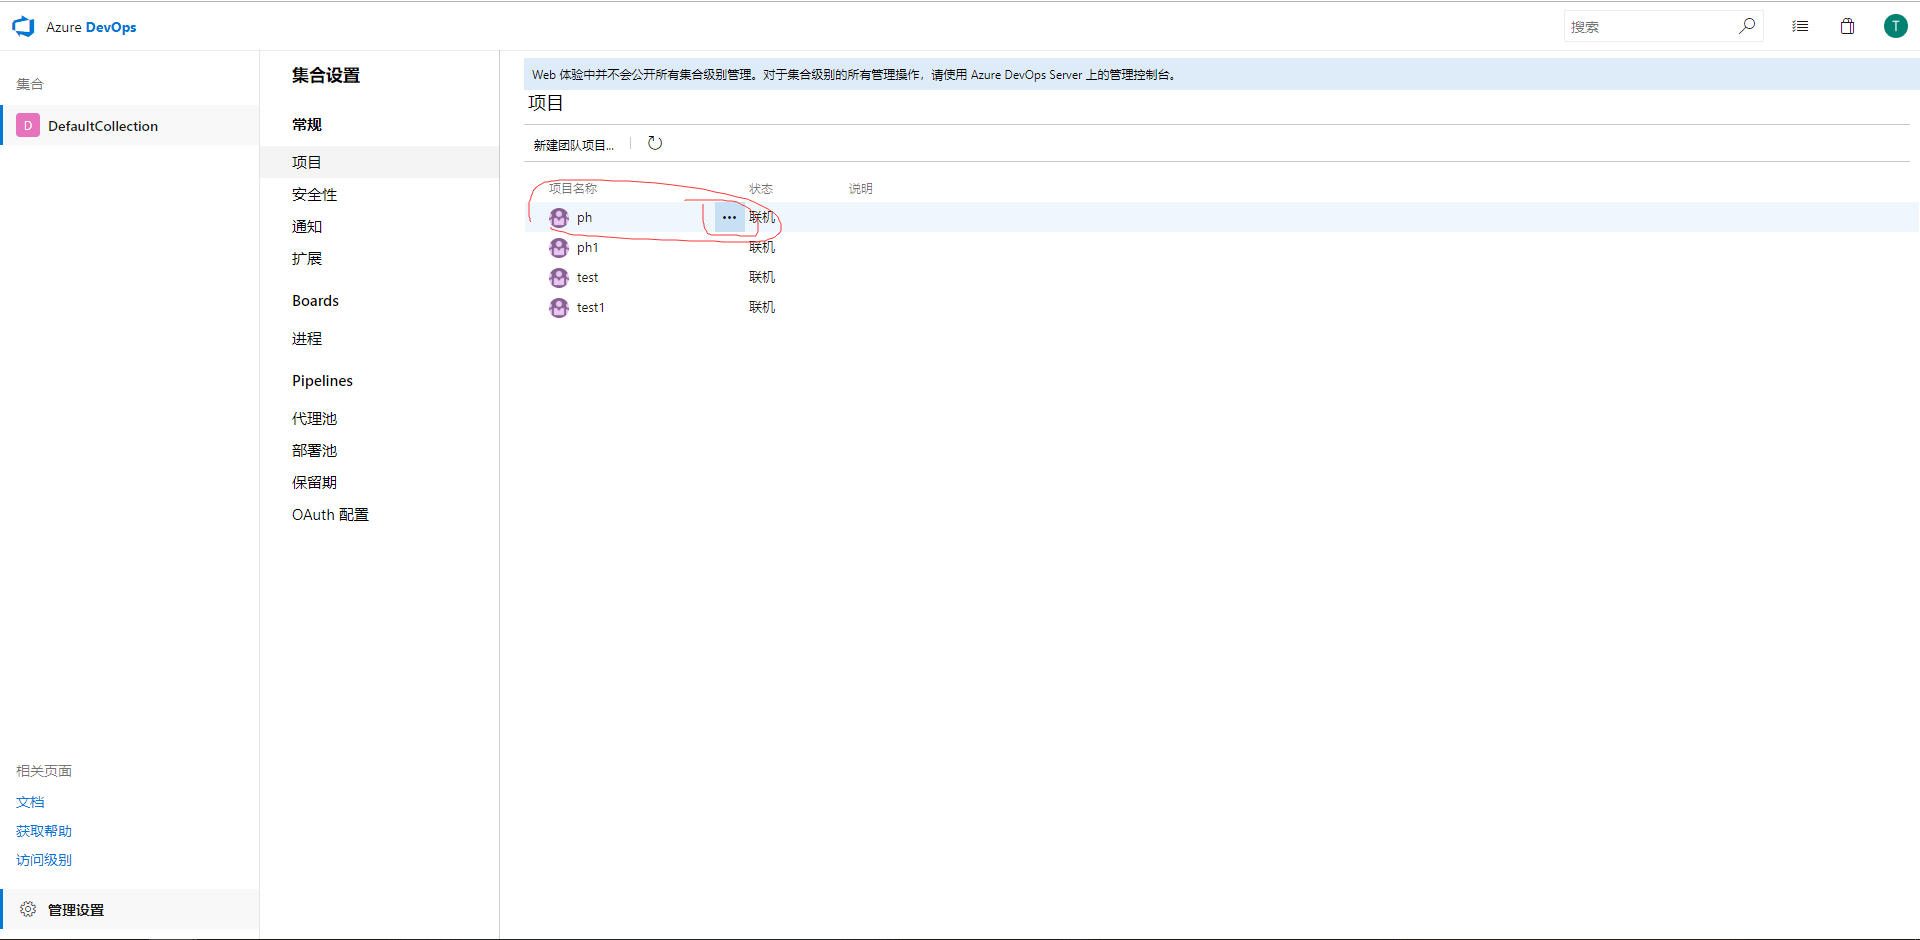 Azure DevOps
搜索
T
集合
D DefaultCollection
集合设置
常规
项目
安全性
通知
扩展
Boards
进程
Pipelines
代理池
部署池
保留期
OAuth 配置
Web 体验中并不会公开所有集合级别管理。对于集合级别的所有管理操作，请使用 Azure DevOps Server 上的管理控制台。
项目
新建团队项目...
项目名称 状态 说明
ph ... 联机
ph1 联机
test 联机
test1 联机
相关页面
文档
获取帮助
访问级别
管理设置